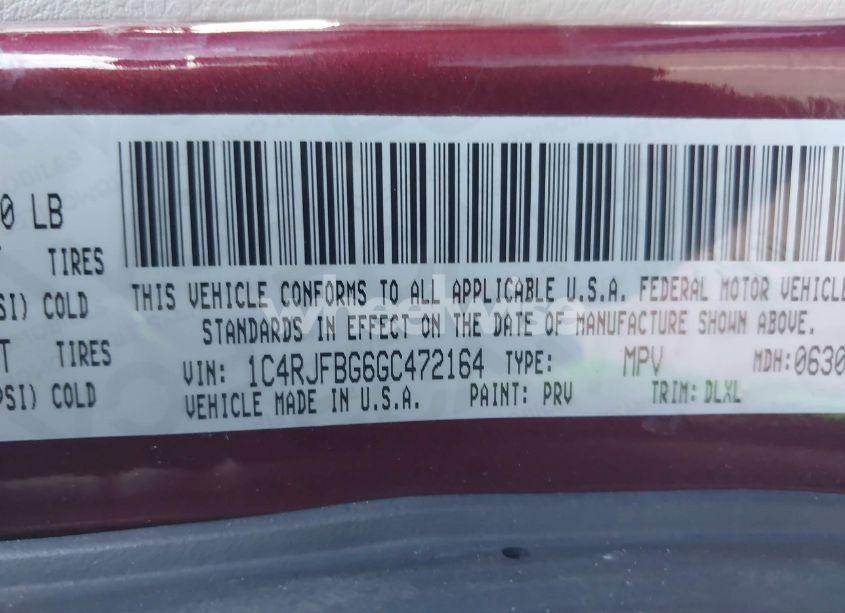 0 LB
TIRES
SI) COLD
T TIRES
PSI) COLD
THIS VEHICLE CONFORMS TO ALL APPLICABLE U.S.A. FEDERAL MOTOR VEHICLE
STANDARDS IN EFFECT ON THE DATE OF MANUFACTURE SHOWN ABOVE.
VIN: 1C4RJFBG6GC472164 TYPE: MPV MDH:0630
VEHICLE MADE IN U.S.A. PAINT: PRV TRIM: DLXL
wheelwise